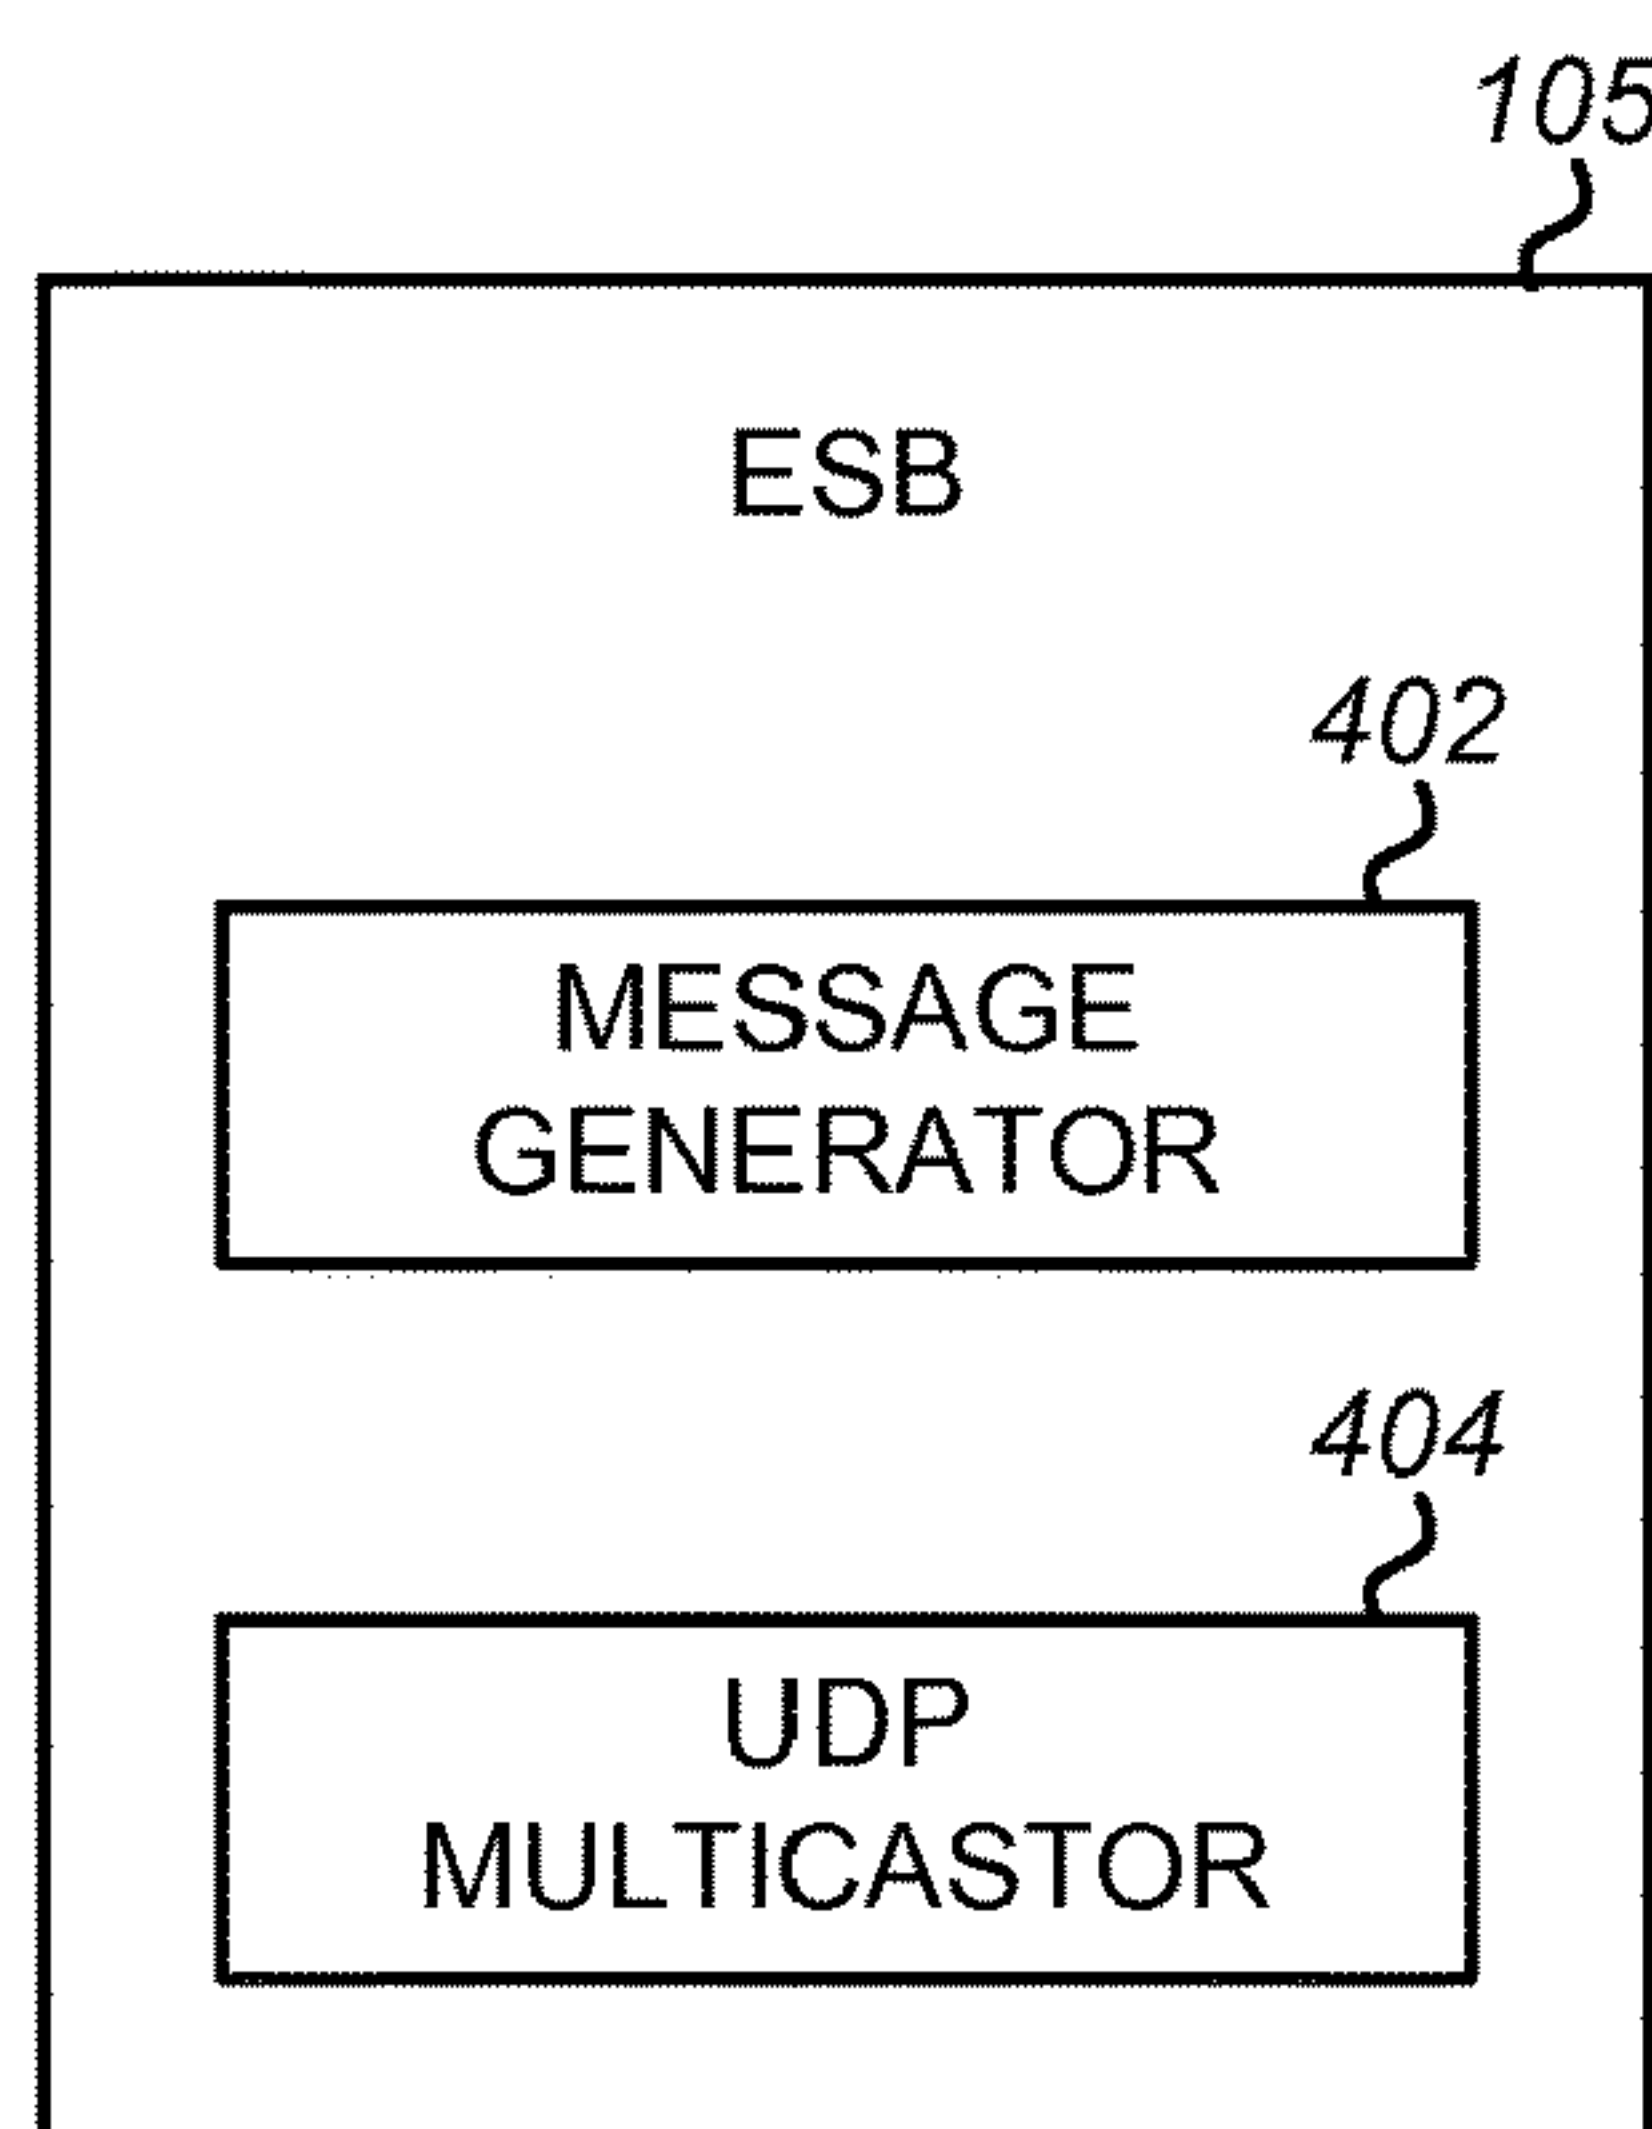 105
ESB
402
MESSAGE
GENERATOR
404
UDP
MULTICASTOR